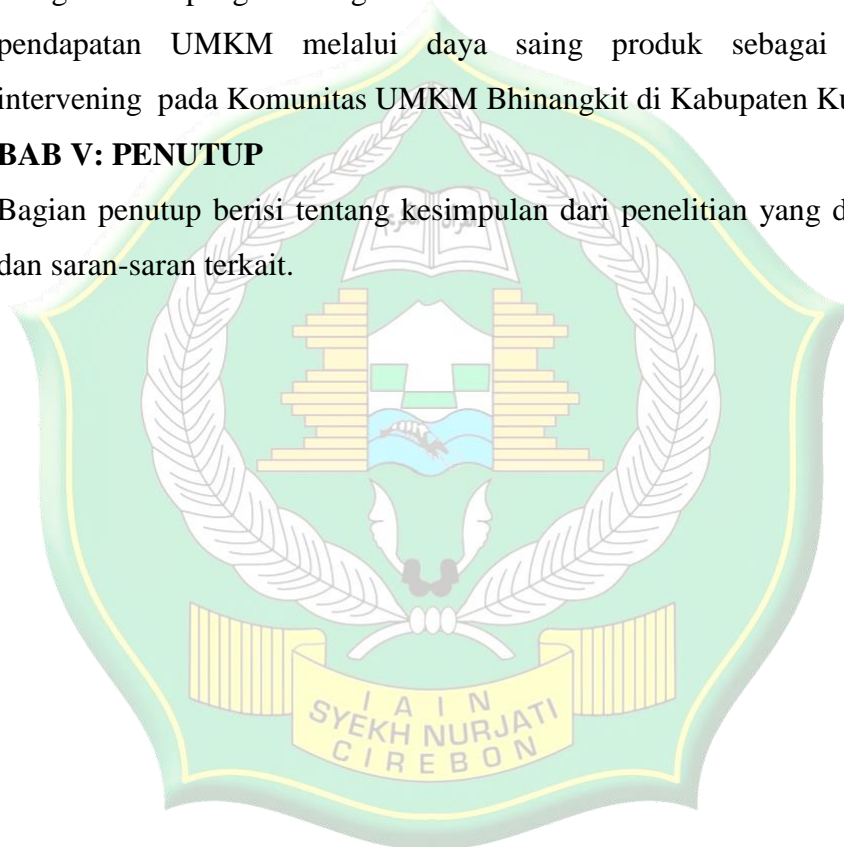 pendapatan UMKM melalui daya saing produk sebagai
intervening pada Komunitas UMKM Bhinangkit di Kabupaten Ku
BAB V: PENUTUP
Bagian penutup berisi tentang kesimpulan dari penelitian yang d
dan saran-saran terkait.
IAIN
SYEKH NURJATI
CIREBON